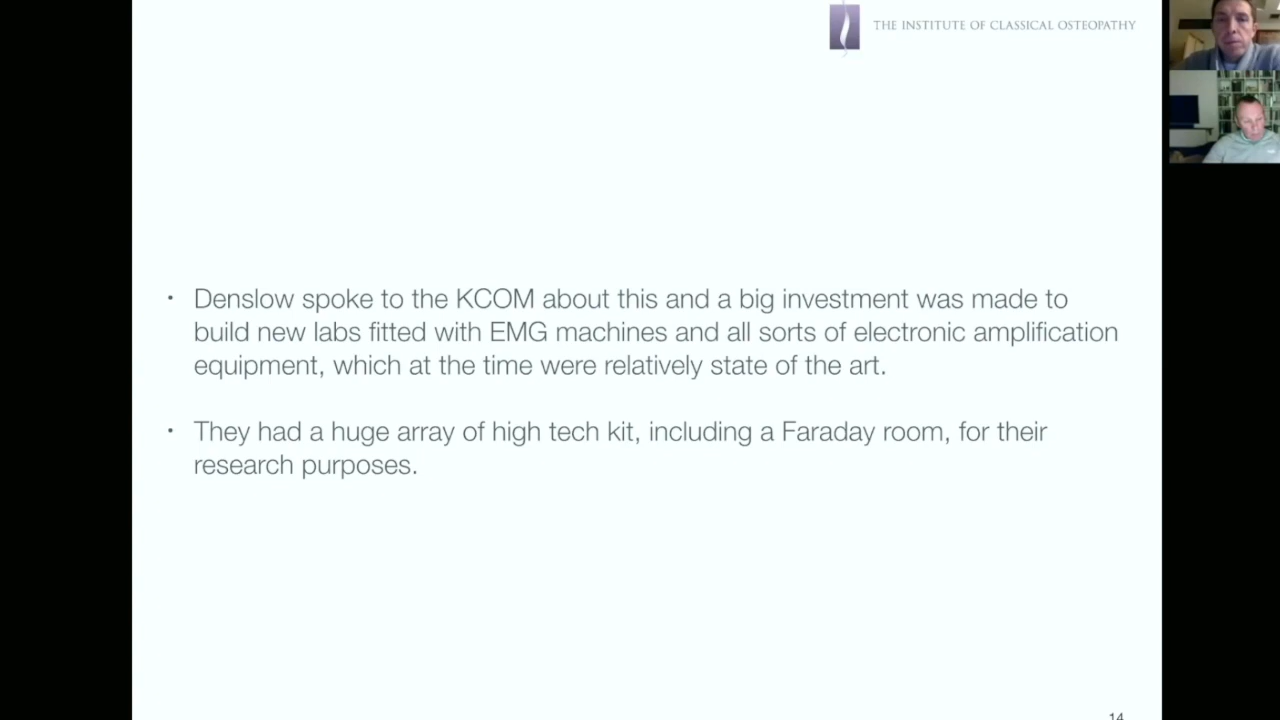 THE INSTITUTE OF CLASSICAL OSTEOPATHY
• Denslow spoke to the KCOM about this and a big investment was made to
build new labs fitted with EMG machines and all sorts of electronic amplification
equipment, which at the time were relatively state of the art.
• They had a huge array of high tech kit, including a Faraday room, for their
research purposes.
14